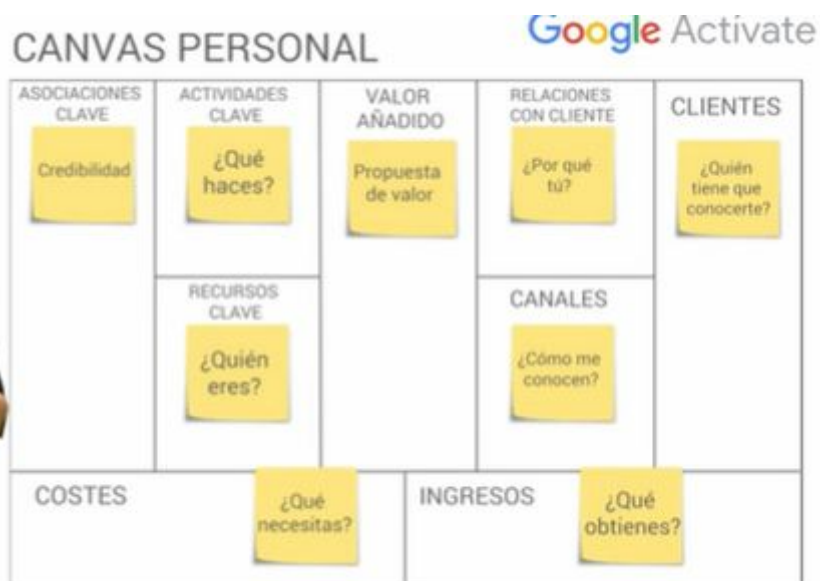 Google Actívate
CANVAS PERSONAL
ASOCIACIONES
CLAVE
Credibilidad
ACTIVIDADES
CLAVE
¿Qué
haces?
RECURSOS
CLAVE
¿Quién
eres?
VALOR
AÑADIDO
Propuesta
de valor
RELACIONES
CON CLIENTE
¿Por qué
tú?
CANALES
¿Cómo me
conocen?
CLIENTES
¿Quién
tiene que
conocerte?
COSTES
¿Qué
necesitas?
INGRESOS
¿Qué
obtienes?